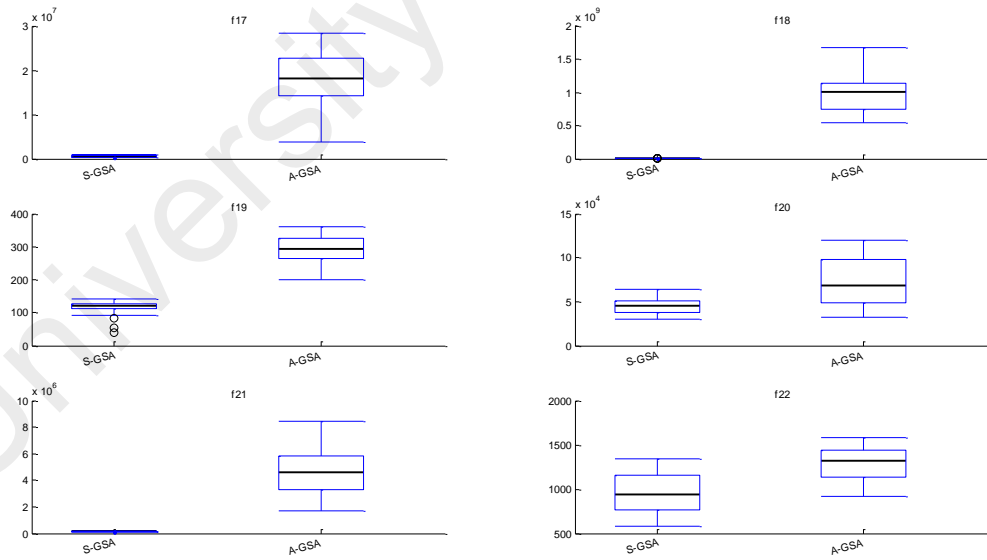 x 10^7
f17
3
2
1
0
S-GSA
A-GSA
x 10^9
f18
2
1.5
1
0.5
0
S-GSA
A-GSA
f19
400
300
200
100
0
S-GSA
A-GSA
x 10^4
f20
15
10
5
0
S-GSA
A-GSA
x 10^6
f21
10
8
6
4
2
0
S-GSA
A-GSA
f22
2000
1500
1000
500
S-GSA
A-GSA
University